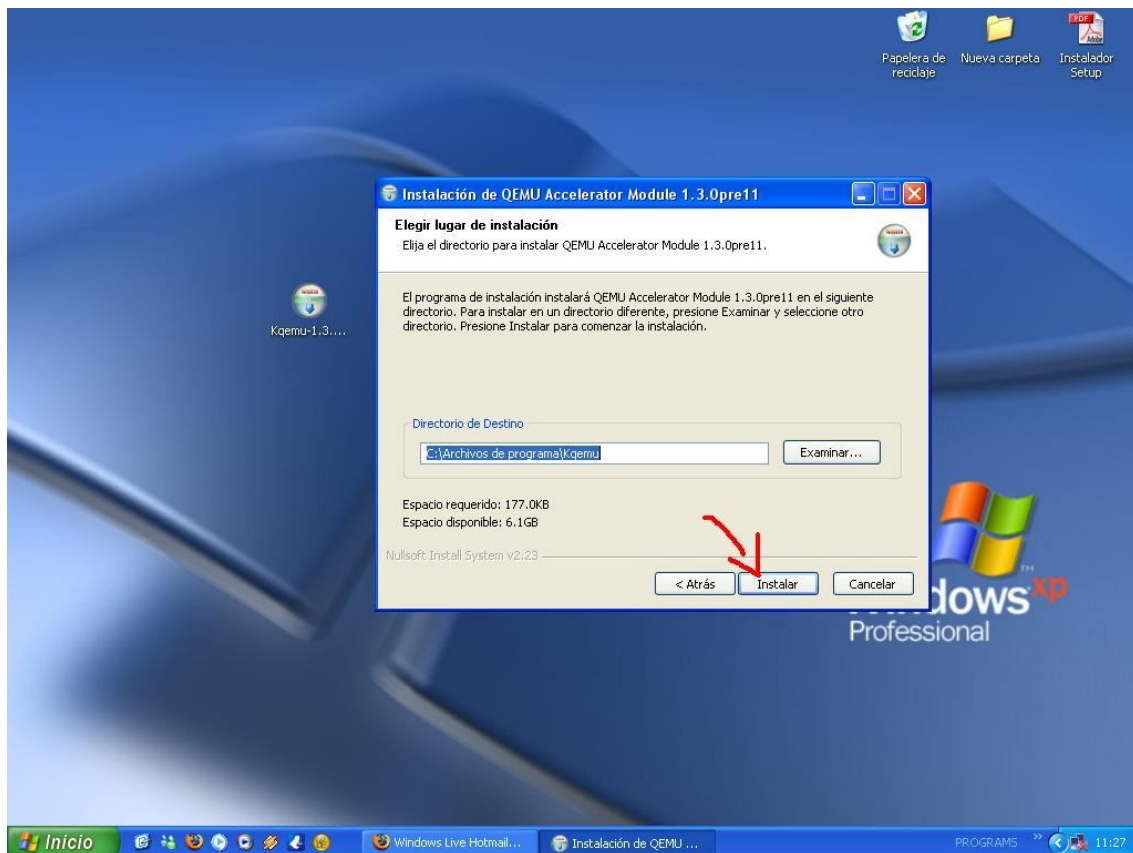 Papelera de reciclaje
Nueva carpeta
Instalador Setup
PDF
Adobe
Kqemu-1.3....
Instalación de QEMU Accelerator Module 1.3.0pre11
Elegir lugar de instalación
Elija el directorio para instalar QEMU Accelerator Module 1.3.0pre11.
El programa de instalación instalará QEMU Accelerator Module 1.3.0pre11 en el siguiente
directorio. Para instalar en un directorio diferente, presione Examinar y seleccione otro
directorio. Presione Instalar para comenzar la instalación.
Directorio de Destino
C:\Archivos de programa\Kqemu
Examinar...
Espacio requerido: 177.0KB
Espacio disponible: 6.1GB
Nullsoft Install System v2.23
< Atrás
Instalar
Cancelar
TM
xp
Professional
Inicio
Windows Live Hotmail...
Instalación de QEMU ...
PROGRAMS
11:27